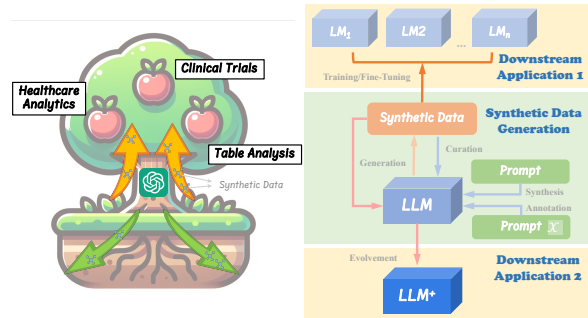 Clinical Trials
Healthcare
Analytics
Table Analysis
Synthetic Data
LM1
LM2
...
LMn
Downstream
Application 1
Training/Fine-Tuning
Synthetic Data
Synthetic Data
Generation
Generation
Curation
Prompt
LLM
Synthesis
Annotation
Prompt X
Evolvement
Downstream
Application 2
LLM+